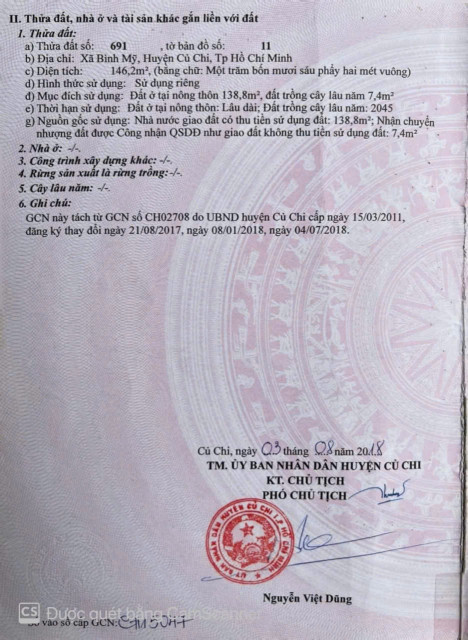 II. Thửa đất, nhà ở và tài sản khác gắn liền với đất
1. Thửa đất:
a) Thửa đất số: 691 , tờ bản đồ số: 11
b) Địa chỉ: Xã Bình Mỹ, Huyện Củ Chi, Tp Hồ Chí Minh
c) Diện tích: 146,2m², (bằng chữ: Một trăm bốn mươi sáu phẩy hai mét vuông)
d) Hình thức sử dụng: Sử dụng riêng
đ) Mục đích sử dụng: Đất ở tại nông thôn 138,8m², đất trồng cây lâu năm 7,4m²
e) Thời hạn sử dụng: Đất ở tại nông thôn: Lâu dài; Đất trồng cây lâu năm: 2045
g) Nguồn gốc sử dụng: Nhà nước giao đất có thu tiền sử dụng đất: 138,8m²; Nhận chuyển
nhượng đất được Công nhận QSDĐ như giao đất không thu tiền sử dụng đất: 7,4m²
2. Nhà ở: -/-.
3. Công trình xây dựng khác: -/-.
4. Rừng sản xuất là rừng trồng:-/-.
5. Cây lâu năm: -/-.
6. Ghi chú:
GCN này tách từ GCN số CH02708 do UBND huyện Củ Chi cấp ngày 15/03/2011,
đăng ký thay đổi ngày 21/08/2017, ngày 08/01/2018, ngày 04/07/2018.
Củ Chi, ngày 03 tháng 08 năm 2018
TM. ỦY BAN NHÂN DÂN HUYỆN CỦ CHI
KT. CHỦ TỊCH
PHÓ CHỦ TỊCH
ỦY BAN NHÂN DÂN HUYỆN CỦ CHI T.P HỒ CHÍ MINH
Nguyễn Việt Dũng
CS Được quét bằng CamScanner
Số vào sổ cấp GCN: